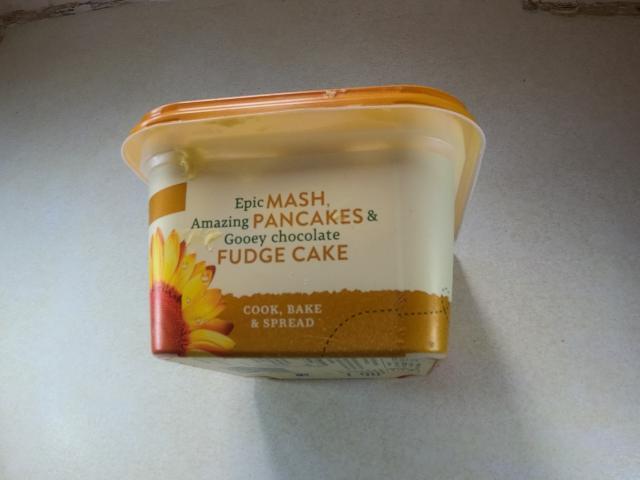 Epic MASH,
Amazing PANCAKES &
Gooey chocolate
FUDGE CAKE
COOK, BAKE
& SPREAD